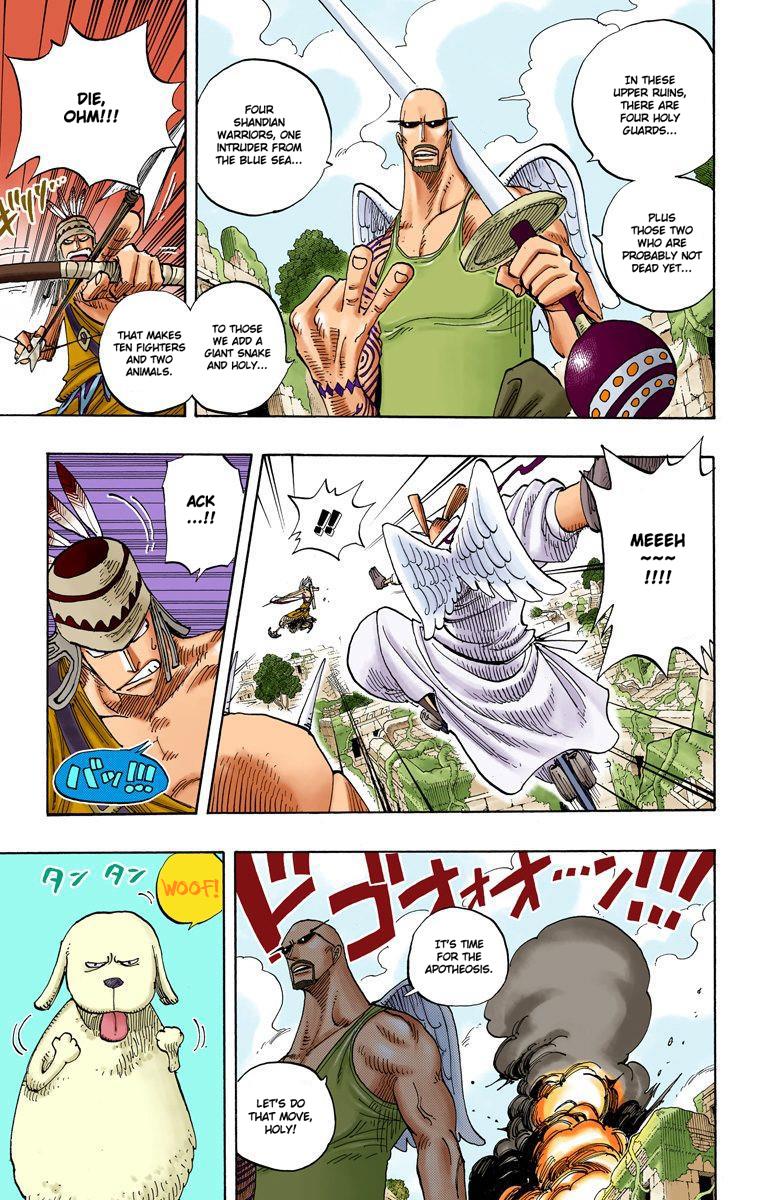 IN THESE
UPPER RUINS,
THERE ARE
FOUR HOLY
GUARDS...
PLUS
THOSE TWO
WHO ARE
PROBABLY NOT
DEAD YET...
FOUR
SHANDIAN
WARRIORS, ONE
INTRUDER FROM
THE BLUE SEA...
TO THOSE
WE ADD A
GIANT SNAKE
AND HOLY...
DIE,
OHM!!!
THAT MAKES
TEN FIGHTERS
AND TWO
ANIMALS.
MEEEH
~~~
!!!!
!!
ACK
...!!
バッ!!!
ドゴオォオ…ン!!!
IT'S TIME
FOR THE
APOTHEOSIS.
LET'S DO
THAT MOVE,
HOLY!
WOOF!
タン タン